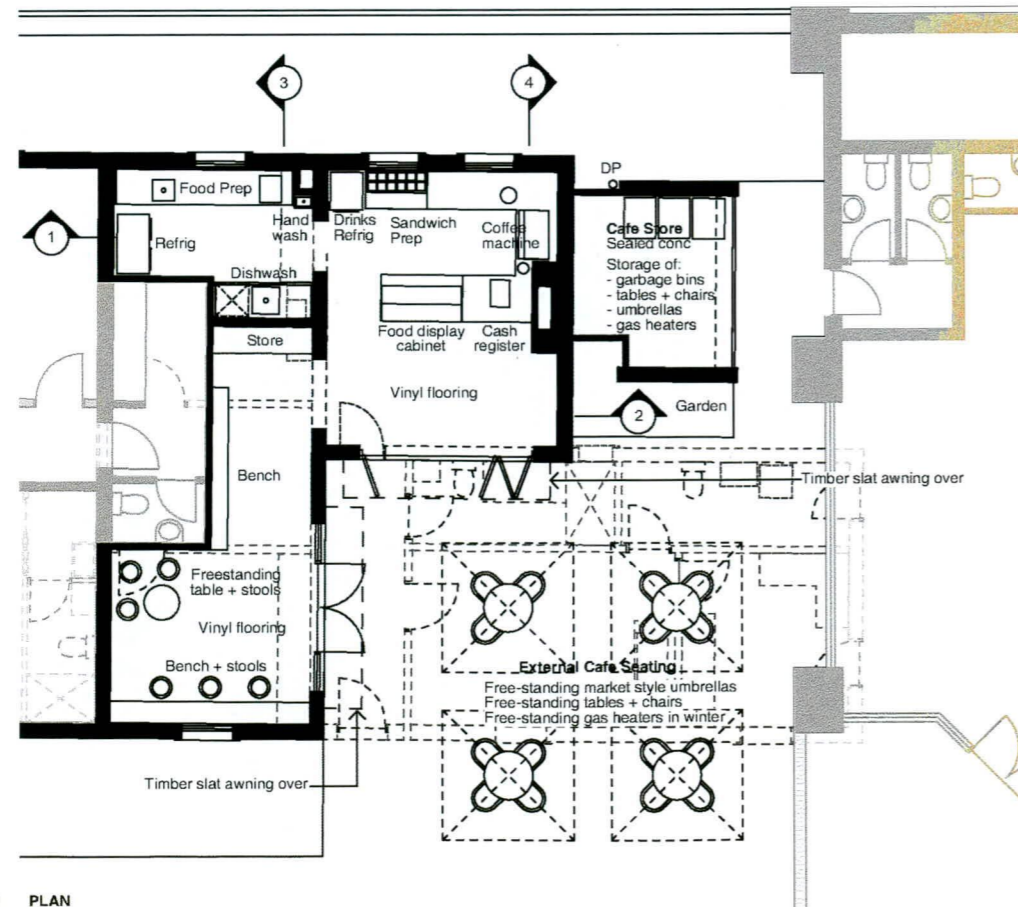 3
4
DP
Food Prep
Hand
wash
Drinks
Refrig
Sandwich
Prep
Coffee
machine
1
Refrig
Cafe Store
Sealed conc
Storage of:
- garbage bins
- tables + chairs
- umbrellas
- gas heaters
Dishwash
Store
Food display
cabinet
Cash
register
Vinyl flooring
2
Garden
Bench
Timber slat awning over
Freestanding
table + stools
Vinyl flooring
Bench + stools
External Cafe Seating
Free-standing market style umbrellas
Free-standing tables + chairs
Free-standing gas heaters in winter
Timber slat awning over
PLAN